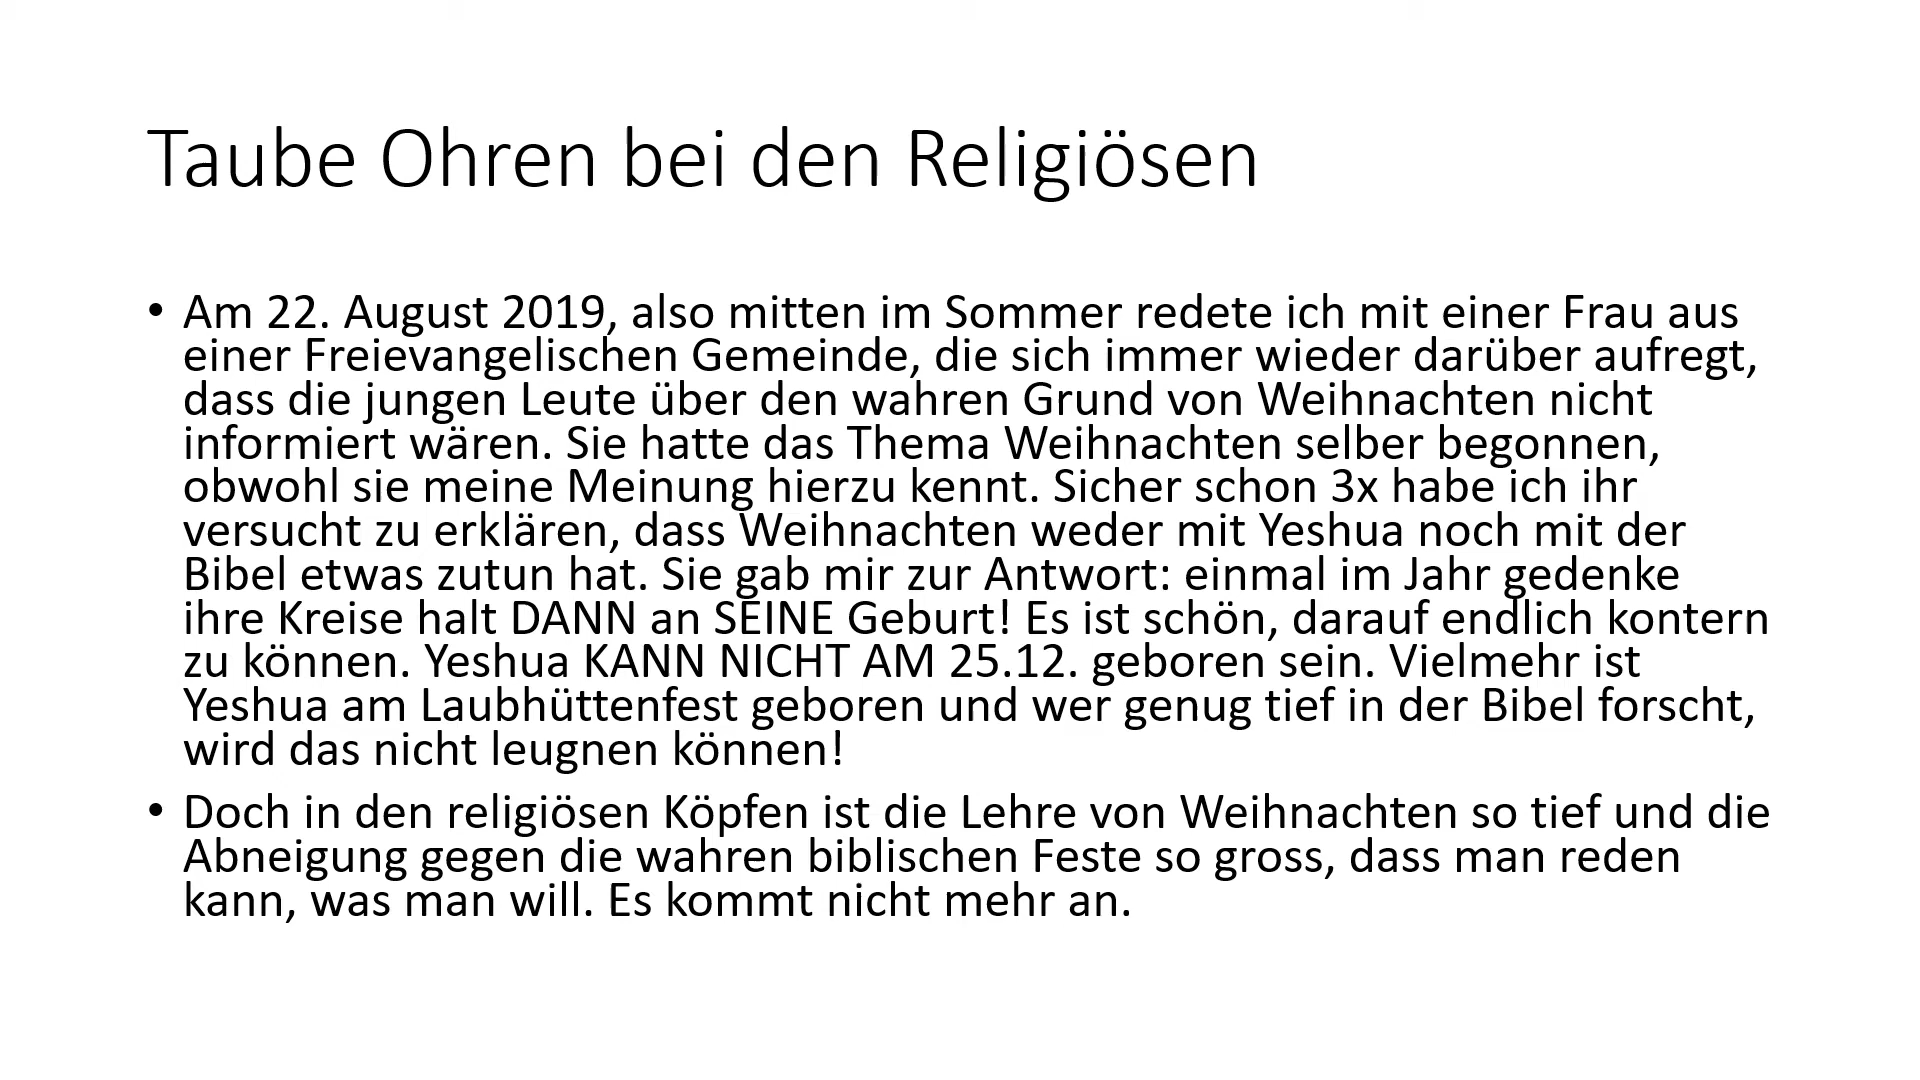 Taube Ohren bei den Religiösen
• Am 22. August 2019, also mitten im Sommer redete ich mit einer Frau aus
einer Freievangelischen Gemeinde, die sich immer wieder darüber aufregt,
dass die jungen Leute über den wahren Grund von Weihnachten nicht
informiert wären. Sie hatte das Thema Weihnachten selber begonnen,
obwohl sie meine Meinung hierzu kennt. Sicher schon 3x habe ich ihr
versucht zu erklären, dass Weihnachten weder mit Yeshua noch mit der
Bibel etwas zutun hat. Sie gab mir zur Antwort: einmal im Jahr gedenke
ihre Kreise halt DANN an SEINE Geburt! Es ist schön, darauf endlich kontern
zu können. Yeshua KANN NICHT AM 25.12. geboren sein. Vielmehr ist
Yeshua am Laubhüttenfest geboren und wer genug tief in der Bibel forscht,
wird das nicht leugnen können!
• Doch in den religiösen Köpfen ist die Lehre von Weihnachten so tief und die
Abneigung gegen die wahren biblischen Feste so gross, dass man reden
kann, was man will. Es kommt nicht mehr an.